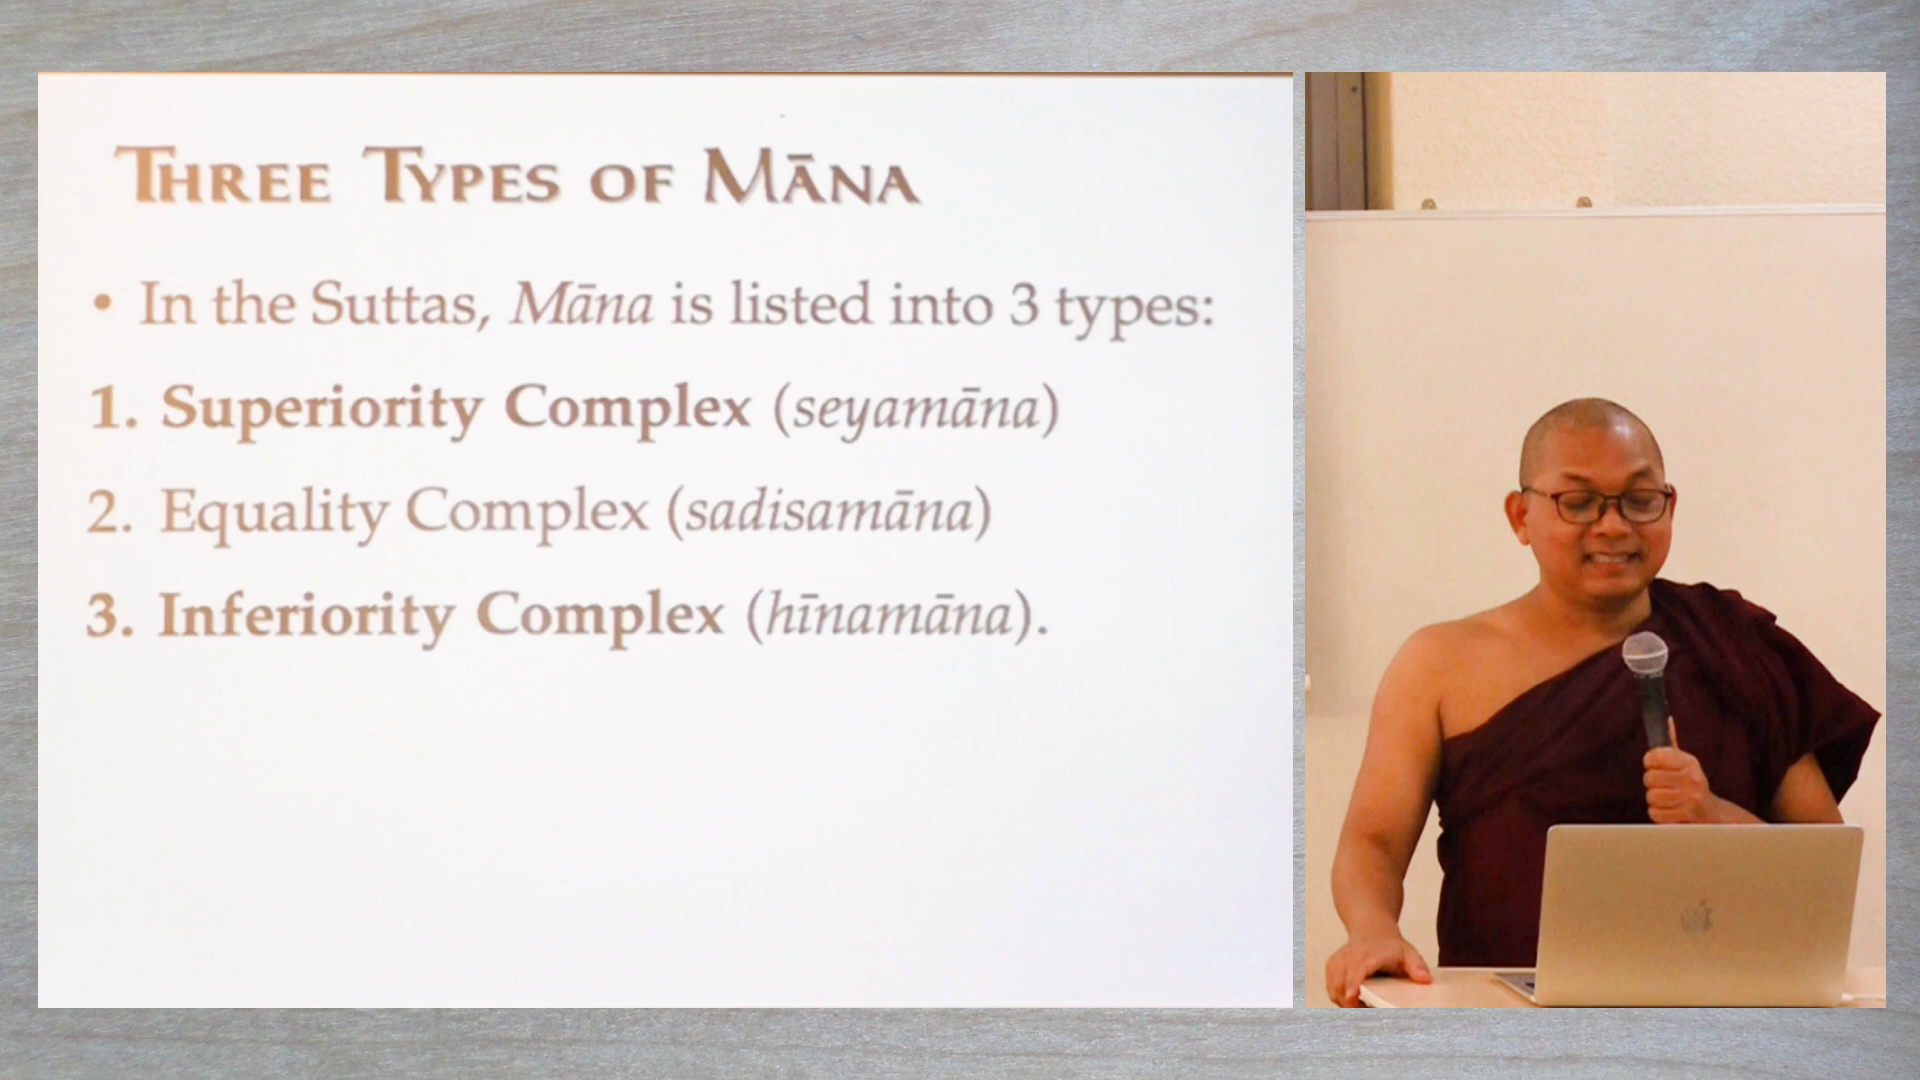 Three Types of Māna
• In the Suttas, Māna is listed into 3 types:
1. Superiority Complex (seyamāna)
2. Equality Complex (sadisamāna)
3. Inferiority Complex (hīnamāna).